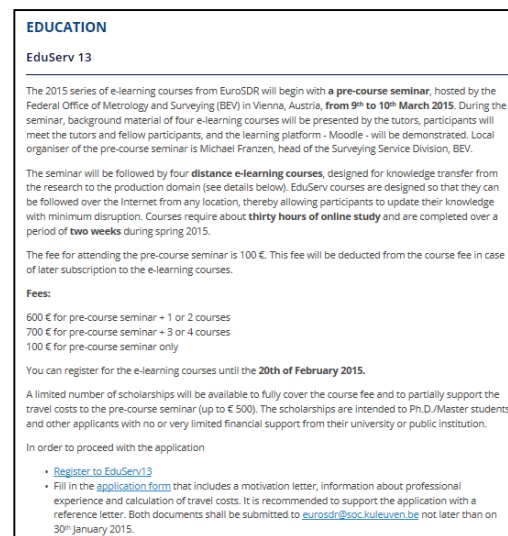 EDUCATION
EduServ 13
The 2015 series of e-learning courses from EuroSDR will begin with a pre-course seminar, hosted by the
Federal Office of Metrology and Surveying (BEV) in Vienna, Austria, from 9th to 10th March 2015. During the
seminar, background material of four e-learning courses will be presented by the tutors, participants will
meet the tutors and fellow participants, and the learning platform - Moodle - will be demonstrated. Local
organiser of the pre-course seminar is Michael Franzen, head of the Surveying Service Division, BEV.
The seminar will be followed by four distance e-learning courses, designed for knowledge transfer from
the research to the production domain (see details below). EduServ courses are designed so that they can
be followed over the Internet from any location, thereby allowing participants to update their knowledge
with minimum disruption. Courses require about thirty hours of online study and are completed over a
period of two weeks during spring 2015.
The fee for attending the pre-course seminar is 100 €. This fee will be deducted from the course fee in case
of later subscription to the e-learning courses.
Fees:
600 € for pre-course seminar + 1 or 2 courses
700 € for pre-course seminar + 3 or 4 courses
100 € for pre-course seminar only
You can register for the e-learning courses until the 20th of February 2015.
A limited number of scholarships will be available to fully cover the course fee and to partially support the
travel costs to the pre-course seminar (up to € 500). The scholarships are intended to Ph.D./Master students
and other applicants with no or very limited financial support from their university or public institution.
In order to proceed with the application
• Register to EduServ13
• Fill in the application form that includes a motivation letter, information about professional
experience and calculation of travel costs. It is recommended to support the application with a
reference letter. Both documents shall be submitted to eurosdr@soc.kuleuven.be not later than on
30th January 2015.